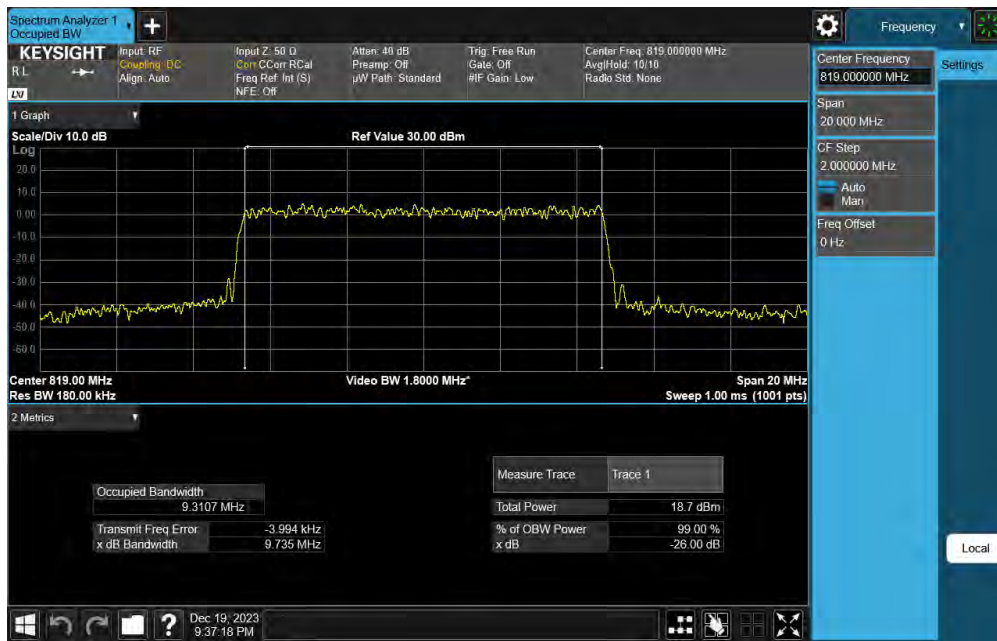 Spectrum Analyzer 1
Occupied BW
+
Frequency
KEYSIGHT
Input: RF
Input Z: 50 Ω
Atten: 40 dB
Trig: Free Run
Center Freq: 819.000000 MHz
RL
Coupling: DC
Corr CCorr RCal
Preamp: Off
Gate: Off
Avg|Hold: 10/10
Align: Auto
Freq Ref: Int (S)
µW Path: Standard
#IF Gain: Low
Radio Std: None
NFE: Off
LXI
Center Frequency
819.000000 MHz
Settings
Span
20.000 MHz
CF Step
2.000000 MHz
Auto
Man
Freq Offset
0 Hz
1 Graph
Scale/Div 10.0 dB
Ref Value 30.00 dBm
Log
20.0
10.0
0.00
-10.0
-20.0
-30.0
-40.0
-50.0
-60.0
Center 819.00 MHz
Video BW 1.8000 MHz*
Span 20 MHz
Res BW 180.00 kHz
Sweep 1.00 ms (1001 pts)
2 Metrics
Measure Trace
Trace 1
Occupied Bandwidth
9.3107 MHz
Total Power
18.7 dBm
Transmit Freq Error
-3.994 kHz
% of OBW Power
99.00 %
x dB Bandwidth
9.735 MHz
x dB
-26.00 dB
Local
?
Dec 19, 2023
9:37:18 PM